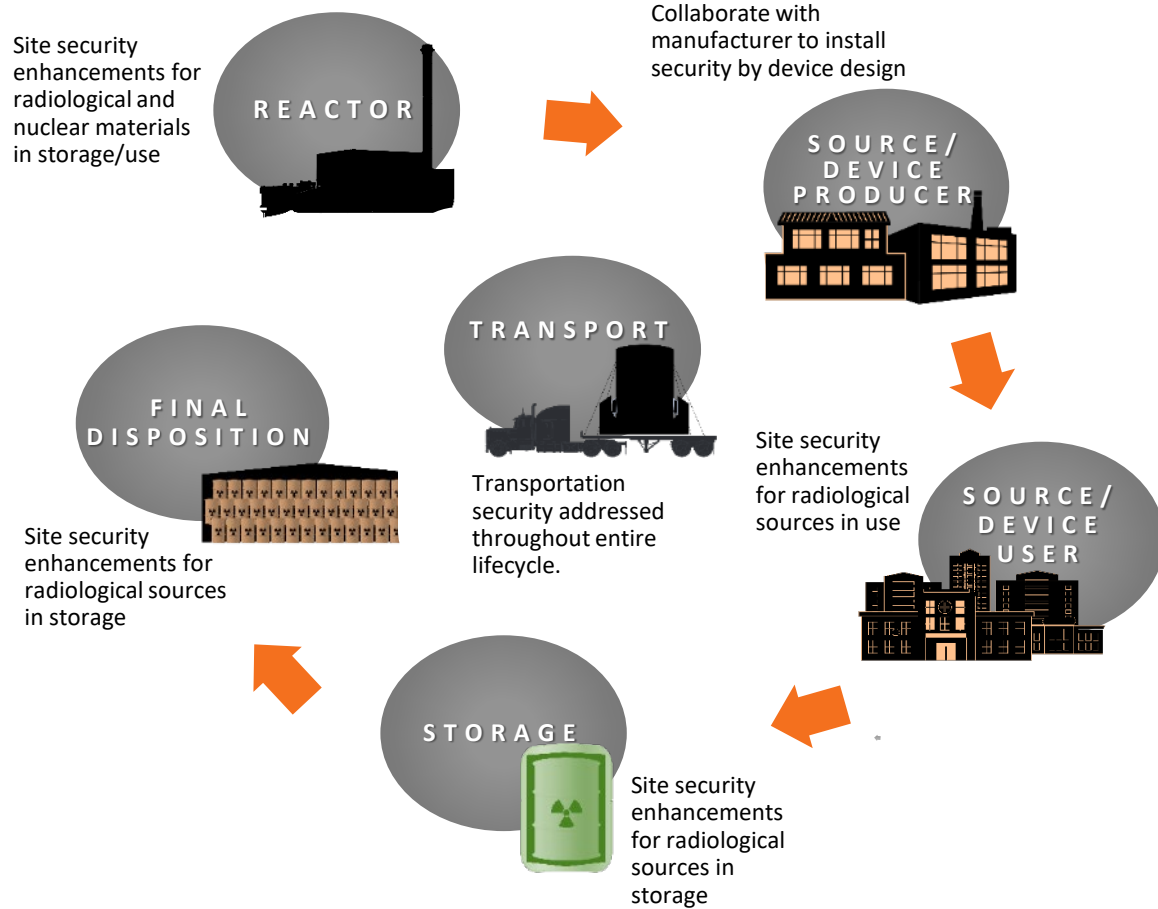 Site security
enhancements for
radiological and
nuclear materials
in storage/use
REACTOR
Collaborate with
manufacturer to install
security by device design
SOURCE/
DEVICE
PRODUCER
TRANSPORT
Transportation
security addressed
throughout entire
lifecycle.
Site security
enhancements
for radiological
sources in use
SOURCE/
DEVICE
USER
FINAL
DISPOSITION
Site security
enhancements for
radiological sources
in storage
STORAGE
Site security
enhancements
for radiological
sources in
storage